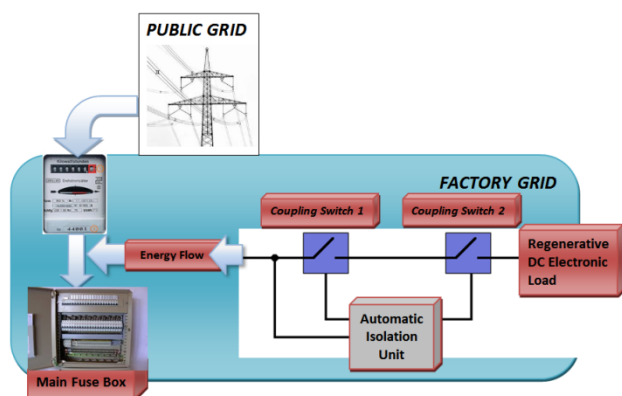 PUBLIC GRID
FACTORY GRID
Coupling Switch 1
Coupling Switch 2
Energy Flow
Regenerative
DC Electronic
Load
Automatic
Isolation
Unit
Main Fuse Box